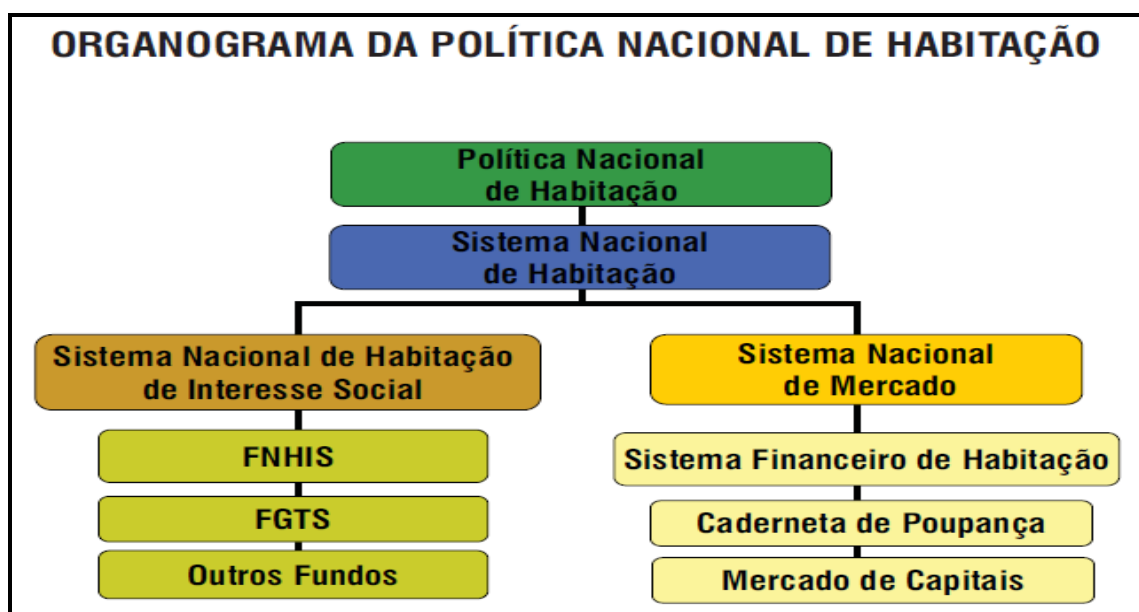 ORGANOGRAMA DA POLÍTICA NACIONAL DE HABITAÇÃO
Política Nacional
de Habitação
Sistema Nacional
de Habitação
Sistema Nacional de Habitação
de Interesse Social
FNHIS
FGTS
Outros Fundos
Sistema Nacional
de Mercado
Sistema Financeiro de Habitação
Caderneta de Poupança
Mercado de Capitais